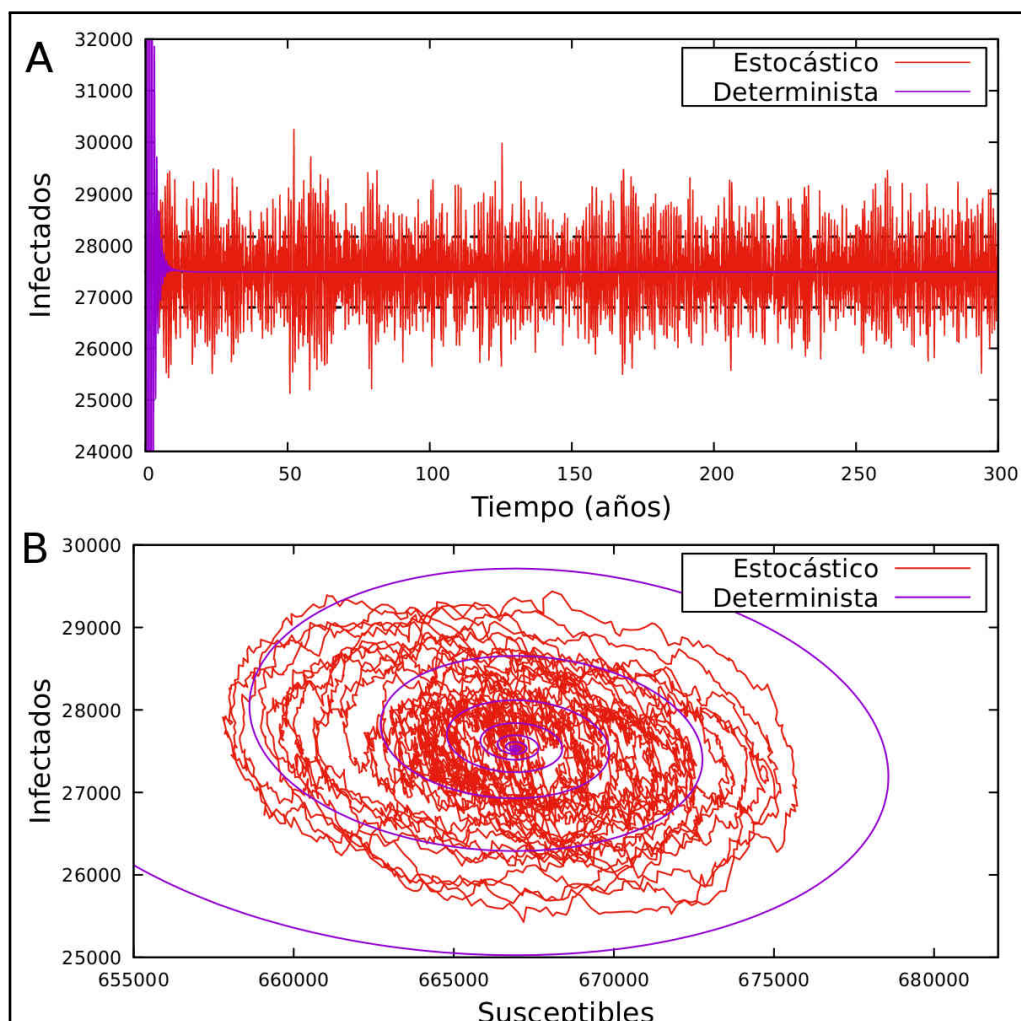 A
32000
31000
30000
29000
28000
27000
26000
25000
24000
Infectados
Estocástico
Determinista
0 50 100 150 200 250 300
Tiempo (años)
B
30000
29000
28000
27000
26000
25000
Infectados
Estocástico
Determinista
655000 660000 665000 670000 675000 680000
Susceptibles